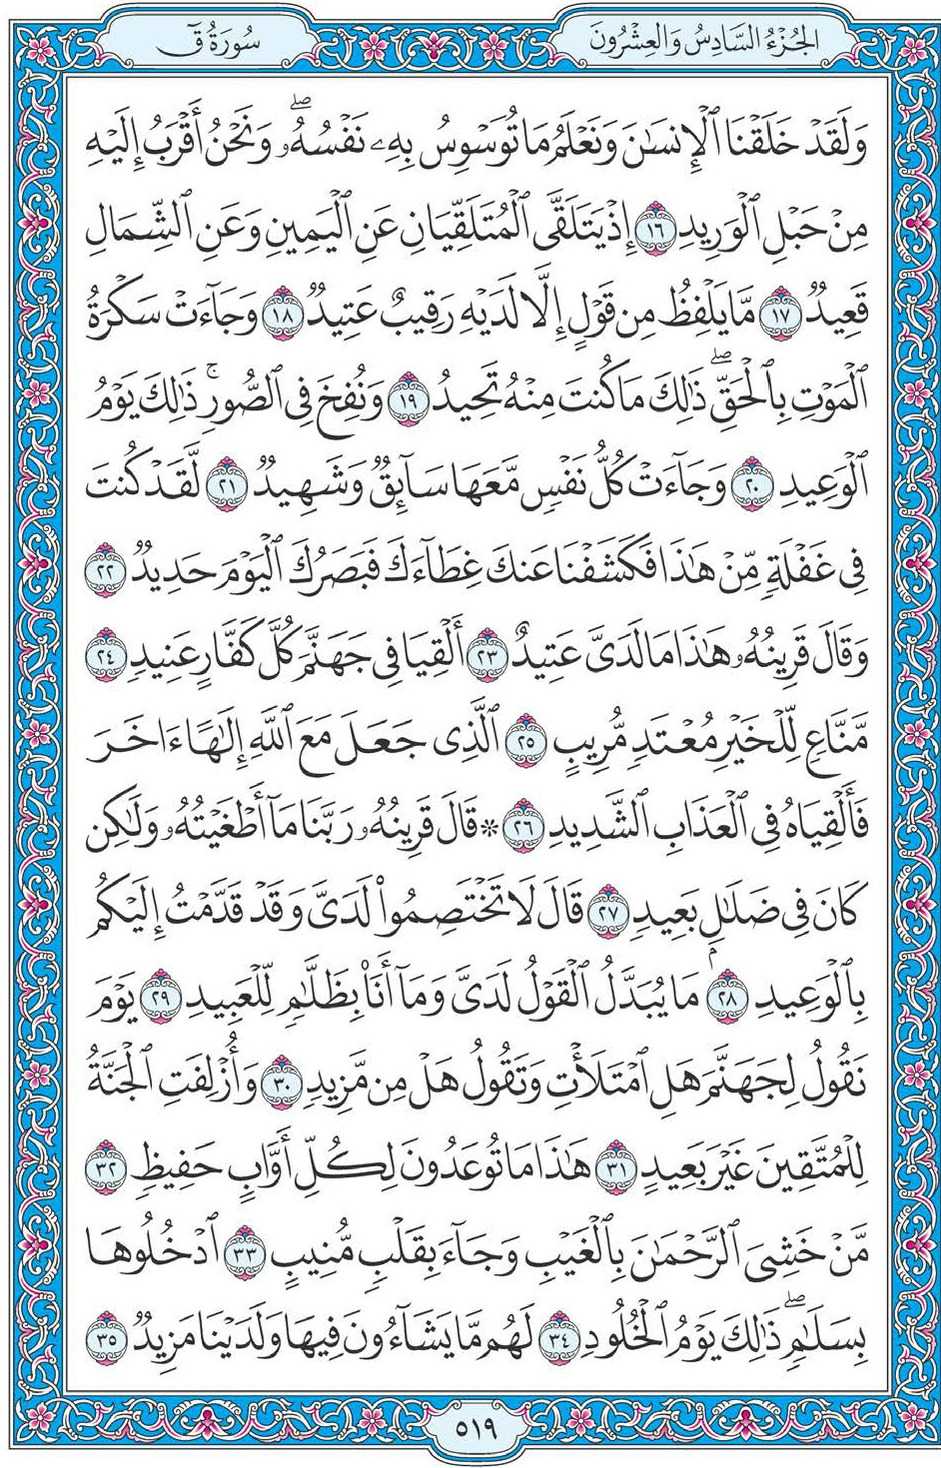 الجُزْءُ السَّادِسُ وَالعِشْرُونَ
سُورَةُ قٓ
وَلَقَدْ خَلَقْنَا ٱلْإِنسَٰنَ وَنَعْلَمُ مَا تُوَسْوِسُ بِهِۦ نَفْسُهُۥۖ وَنَحْنُ أَقْرَبُ إِلَيْهِ
مِنْ حَبْلِ ٱلْوَرِيدِ ١٦ إِذْ يَتَلَقَّى ٱلْمُتَلَقِّيَانِ عَنِ ٱلْيَمِينِ وَعَنِ ٱلشِّمَالِ
قَعِيدٌ ١٧ مَّا يَلْفِظُ مِن قَوْلٍ إِلَّا لَدَيْهِ رَقِيبٌ عَتِيدٌ ١٨ وَجَآءَتْ سَكْرَةُ
ٱلْمَوْتِ بِٱلْحَقِّۖ ذَٰلِكَ مَا كُنتَ مِنْهُ تَحِيدُ ١٩ وَنُفِخَ فِى ٱلصُّورِۚ ذَٰلِكَ يَوْمُ
ٱلْوَعِيدِ ٢٠ وَجَآءَتْ كُلُّ نَفْسٍ مَّعَهَا سَآئِقٌ وَشَهِيدٌ ٢١ لَّقَدْ كُنتَ
فِى غَفْلَةٍ مِّنْ هَٰذَا فَكَشَفْنَا عَنكَ غِطَآءَكَ فَبَصَرُكَ ٱلْيَوْمَ حَدِيدٌ ٢٢
وَقَالَ قَرِينُهُۥ هَٰذَا مَا لَدَىَّ عَتِيدٌ ٢٣ أَلْقِيَا فِى جَهَنَّمَ كُلَّ كَفَّارٍ عَنِيدٍ ٢٤
مَّنَّاعٍ لِّلْخَيْرِ مُعْتَدٍ مُّرِيبٍ ٢٥ ٱلَّذِى جَعَلَ مَعَ ٱللَّهِ إِلَٰهًا ءَاخَرَ
فَأَلْقِيَاهُ فِى ٱلْعَذَابِ ٱلشَّدِيدِ ٢٦ ۞ قَالَ قَرِينُهُۥ رَبَّنَا مَآ أَطْغَيْتُهُۥ وَلَٰكِن
كَانَ فِى ضَلَٰلٍۭ بَعِيدٍ ٢٧ قَالَ لَا تَخْتَصِمُوا۟ لَدَىَّ وَقَدْ قَدَّمْتُ إِلَيْكُم
بِٱلْوَعِيدِ ٢٨ مَا يُبَدَّلُ ٱلْقَوْلُ لَدَىَّ وَمَآ أَنَا۠ بِظَلَّٰمٍ لِّلْعَبِيدِ ٢٩ يَوْمَ
نَقُولُ لِجَهَنَّمَ هَلِ ٱمْتَلَأْتِ وَتَقُولُ هَلْ مِن مَّزِيدٍ ٣٠ وَأُزْلِفَتِ ٱلْجَنَّةُ
لِلْمُتَّقِينَ غَيْرَ بَعِيدٍ ٣١ هَٰذَا مَا تُوعَدُونَ لِكُلِّ أَوَّابٍ حَفِيظٍ ٣٢
مَّنْ خَشِىَ ٱلرَّحْمَٰنَ بِٱلْغَيْبِ وَجَآءَ بِقَلْبٍ مُّنِيبٍ ٣٣ ٱدْخُلُوهَا
بِسَلَٰمٍۖ ذَٰلِكَ يَوْمُ ٱلْخُلُودِ ٣٤ لَهُم مَّا يَشَآءُونَ فِيهَا وَلَدَيْنَا مَزِيدٌ ٣٥
٥١٩